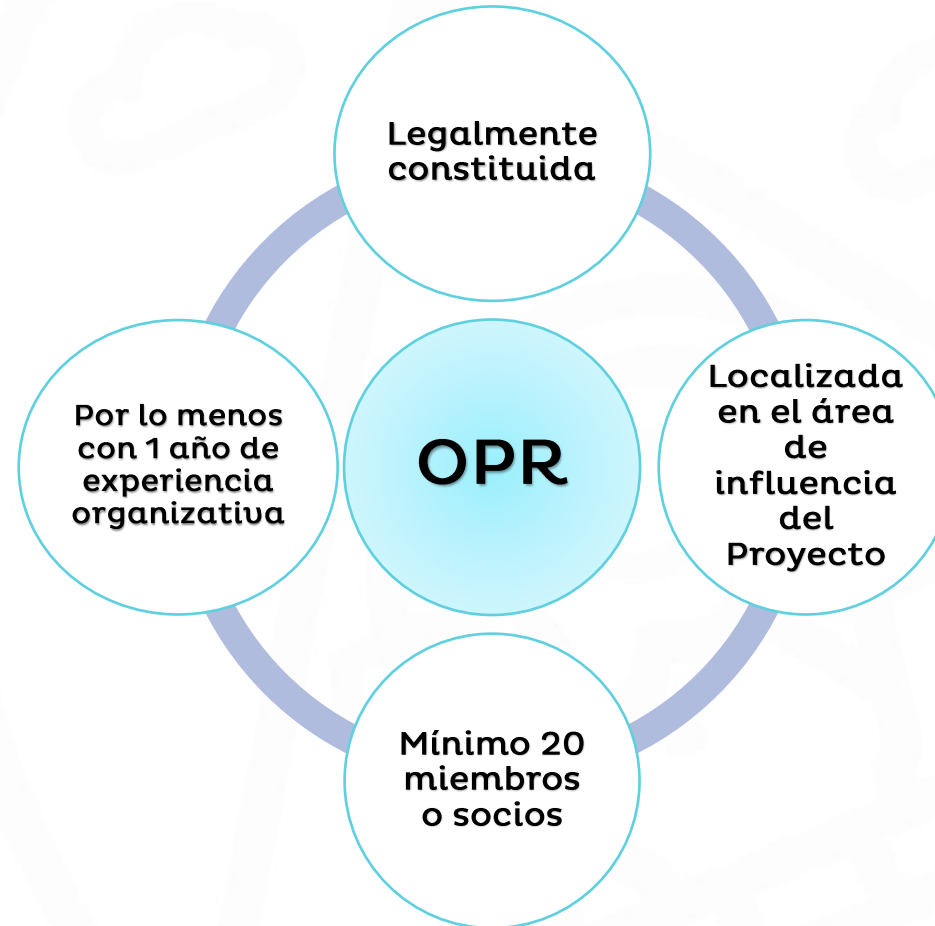 Legalmente
constituida
Localizada
en el área
de
influencia
del
Proyecto
Mínimo 20
miembros
o socios
Por lo menos
con 1 año de
experiencia
organizativa
OPR